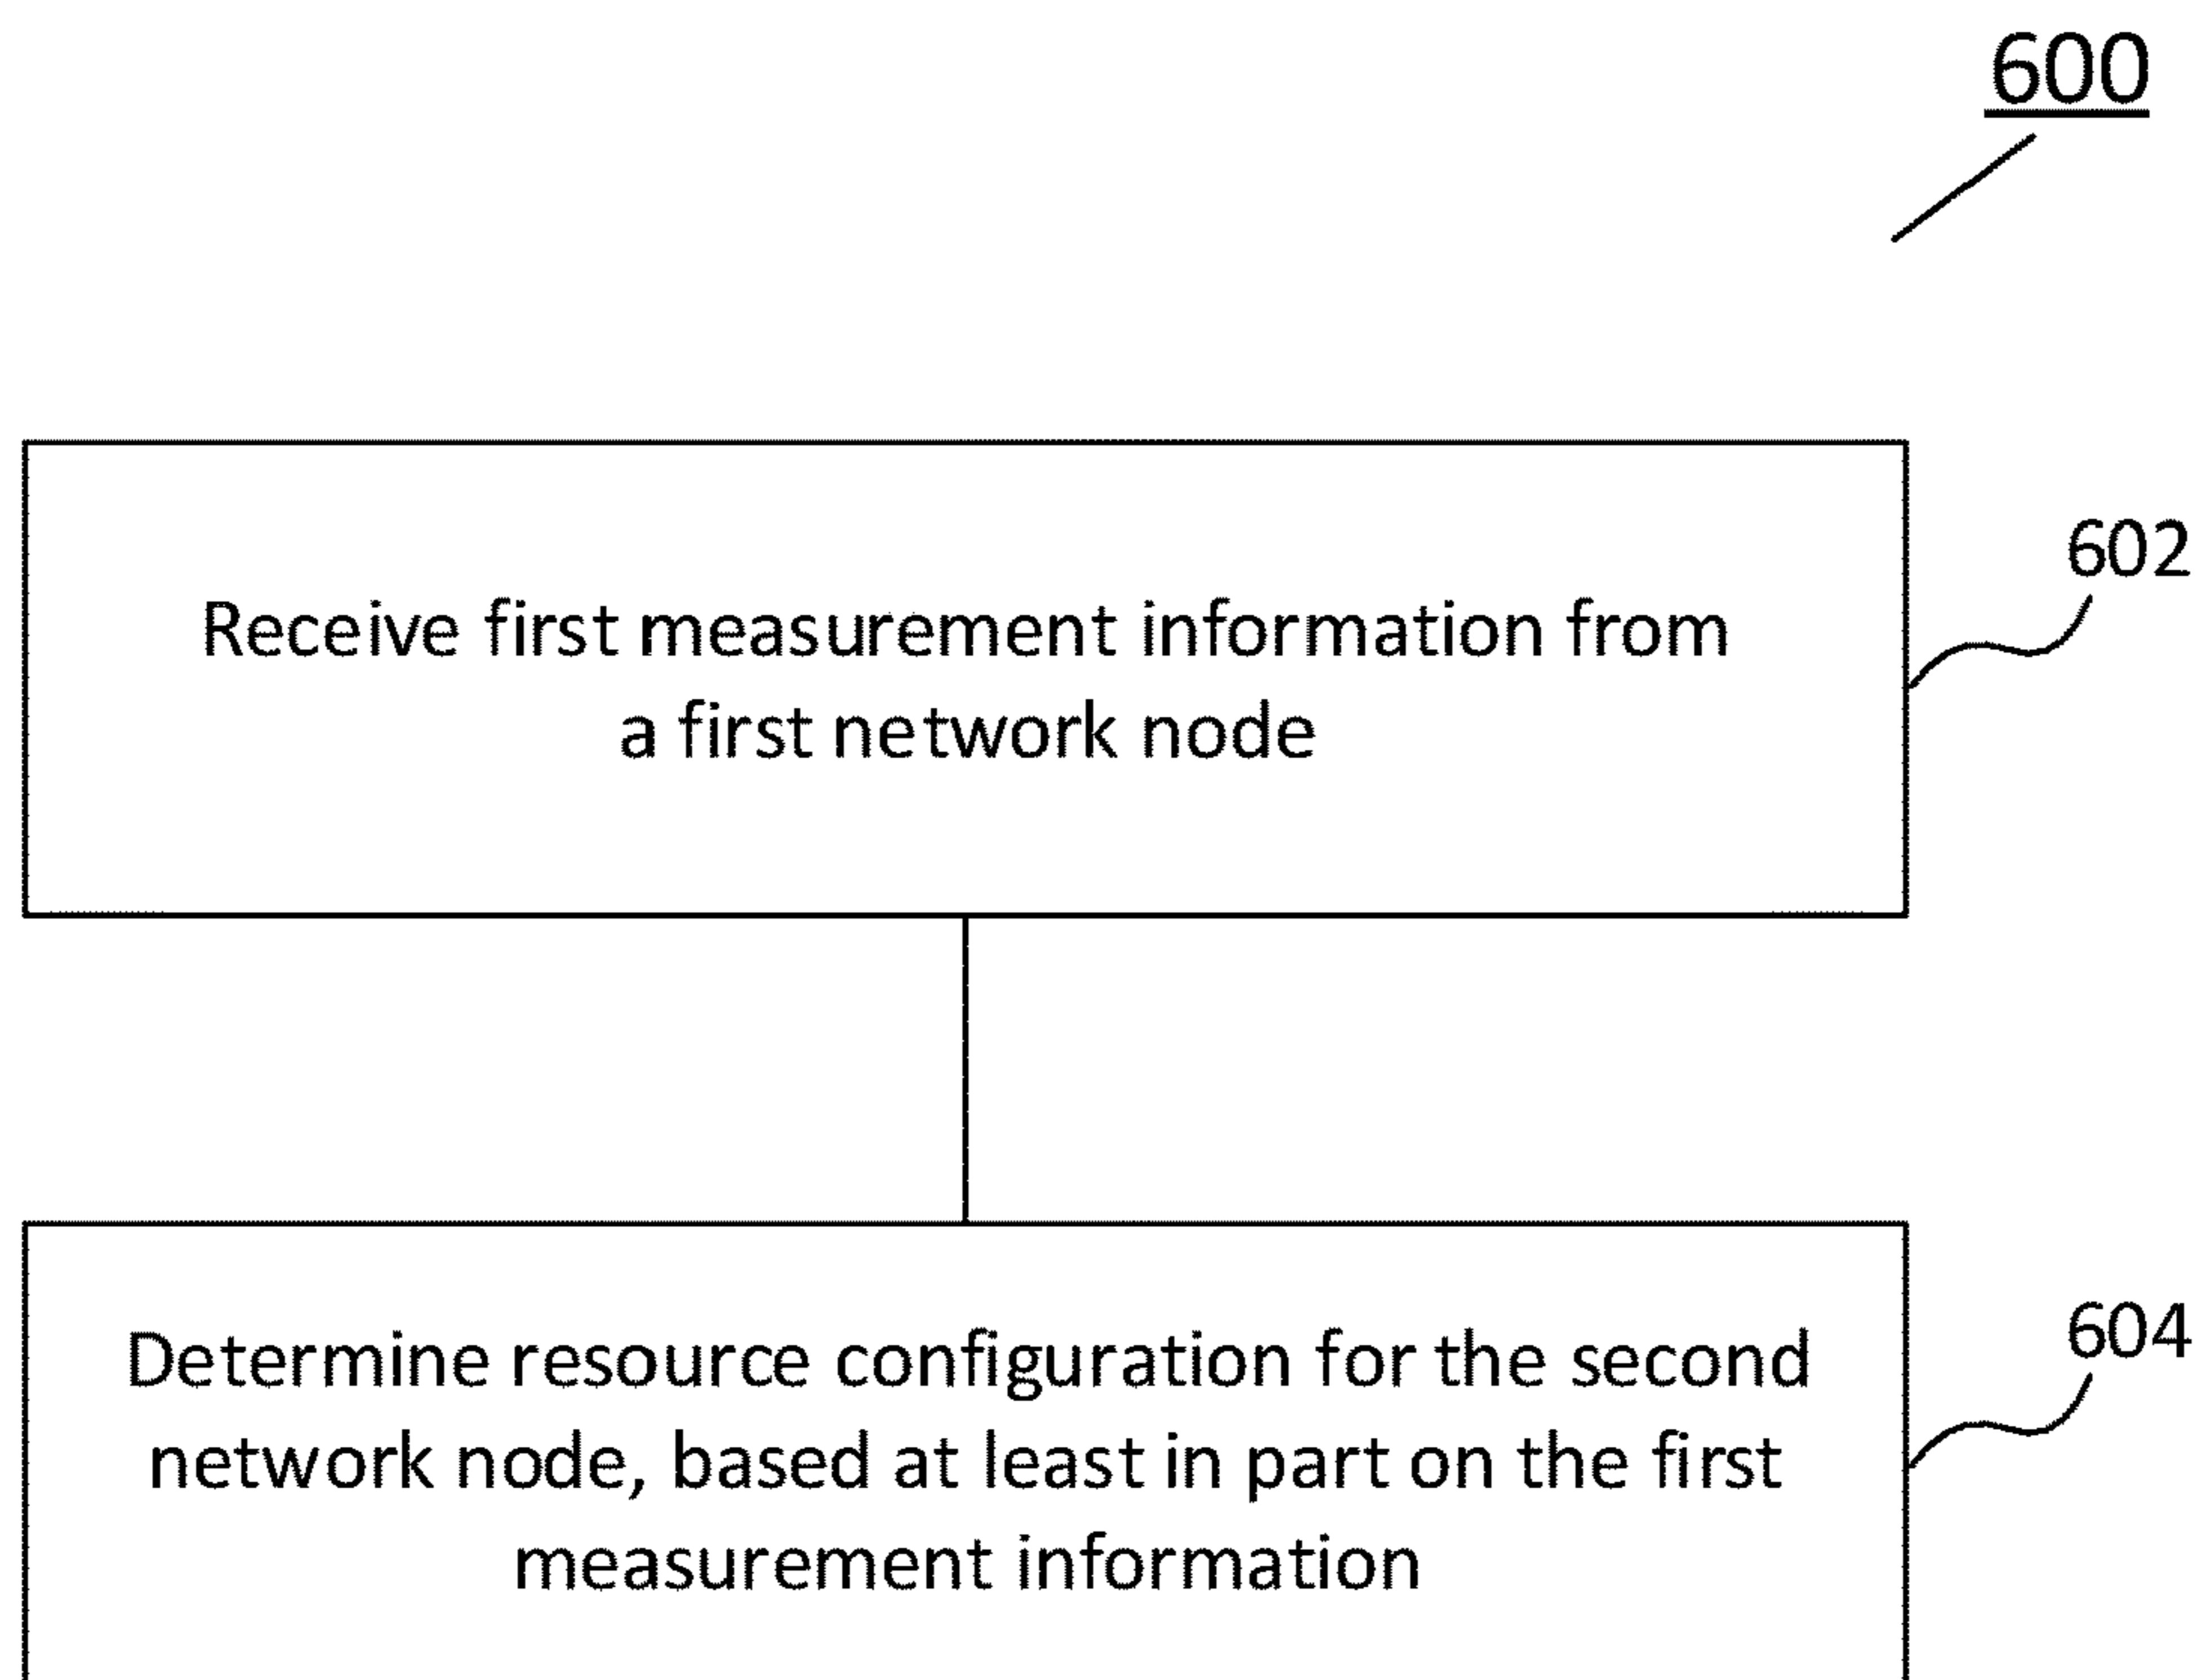 600
602
Receive first measurement information from
a first network node
604
Determine resource configuration for the second
network node, based at least in part on the first
measurement information